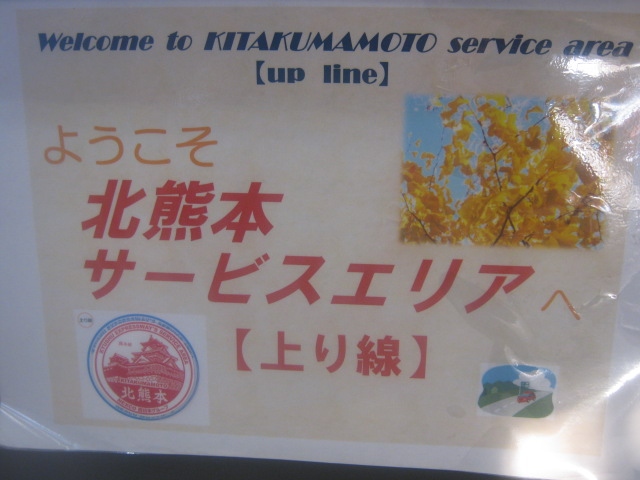 Welcome to KITAKUMAMOTO service area
【up line】
ようこそ
北熊本
サービスエリアへ
【上り線】
北熊本